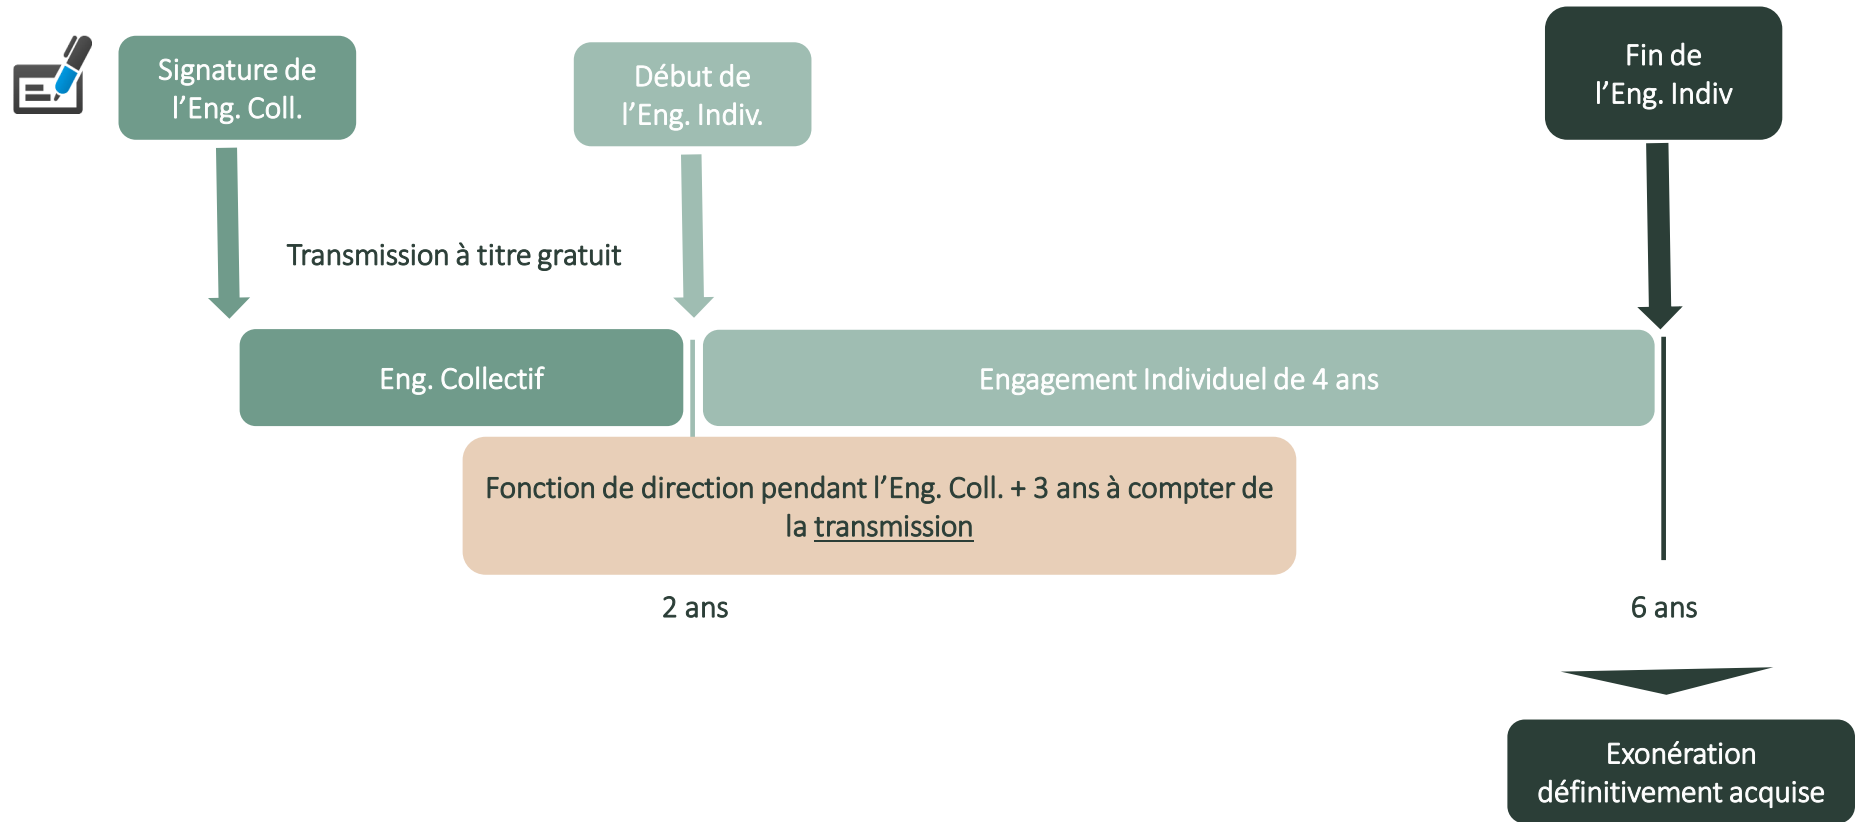 Signature de
l’Eng. Coll.
Début de
l’Eng. Indiv.
Fin de
l’Eng. Indiv
Transmission à titre gratuit
Eng. Collectif
Engagement Individuel de 4 ans
Fonction de direction pendant l’Eng. Coll. + 3 ans à compter de
la transmission
2 ans
6 ans
Exonération
définitivement acquise